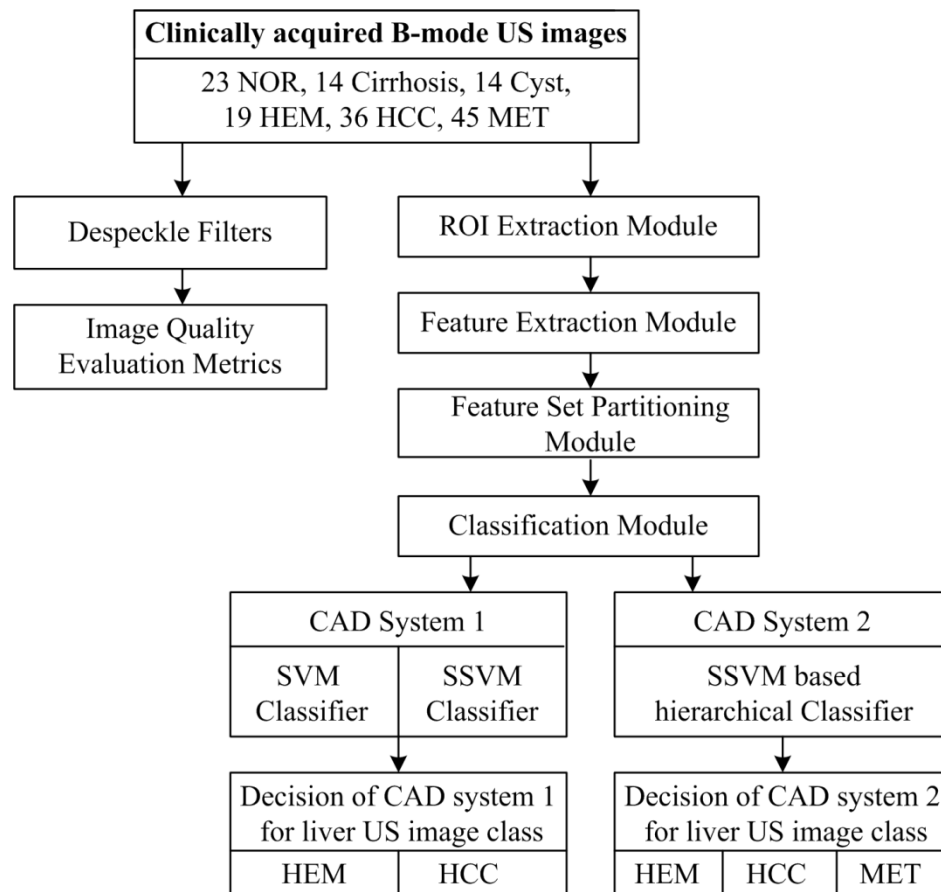 Clinically acquired B-mode US images
23 NOR, 14 Cirrhosis, 14 Cyst,
19 HEM, 36 HCC, 45 MET
Despeckle Filters
Image Quality
Evaluation Metrics
ROI Extraction Module
Feature Extraction Module
Feature Set Partitioning
Module
Classification Module
CAD System 1
SVM
Classifier
SSVM
Classifier
Decision of CAD system 1
for liver US image class
HEM
HCC
CAD System 2
SSVM based
hierarchical Classifier
Decision of CAD system 2
for liver US image class
HEM
HCC
MET